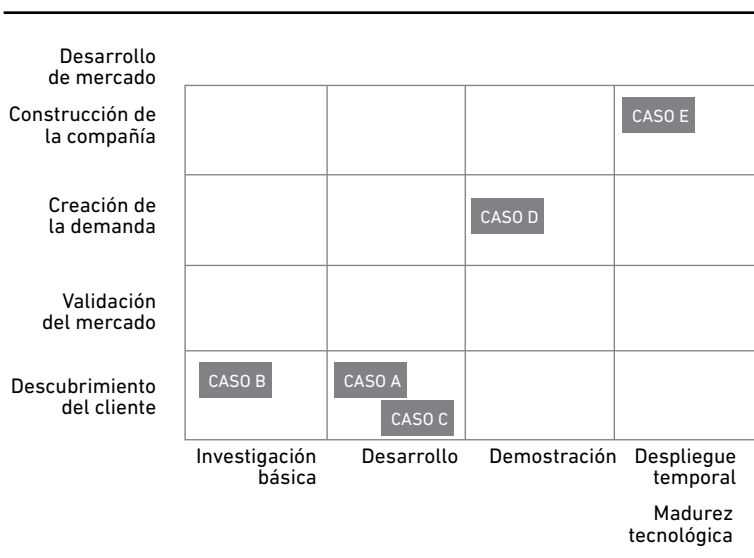 Desarrollo
de mercado
Construcción de
la compañía
CASO E
Creación de
la demanda
CASO D
Validación
del mercado
Descubrimiento
del cliente
CASO B
CASO A
CASO C
Investigación
básica
Desarrollo
Demostración
Despliegue
temporal
Madurez
tecnológica